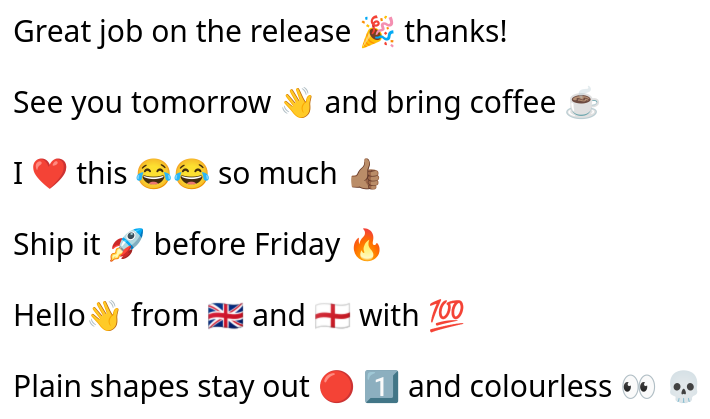 Great job on the release 🎉 thanks!
See you tomorrow 👋 and bring coffee ☕
I ❤️ this 😂😂 so much 👍🏽
Ship it 🚀 before Friday 🔥
Hello👋 from 🇬🇧 and 🏴󠁧󠁢󠁥󠁮󠁧󠁿 with 💯
Plain shapes stay out 🔴 1️⃣ and colourless 👀 💀